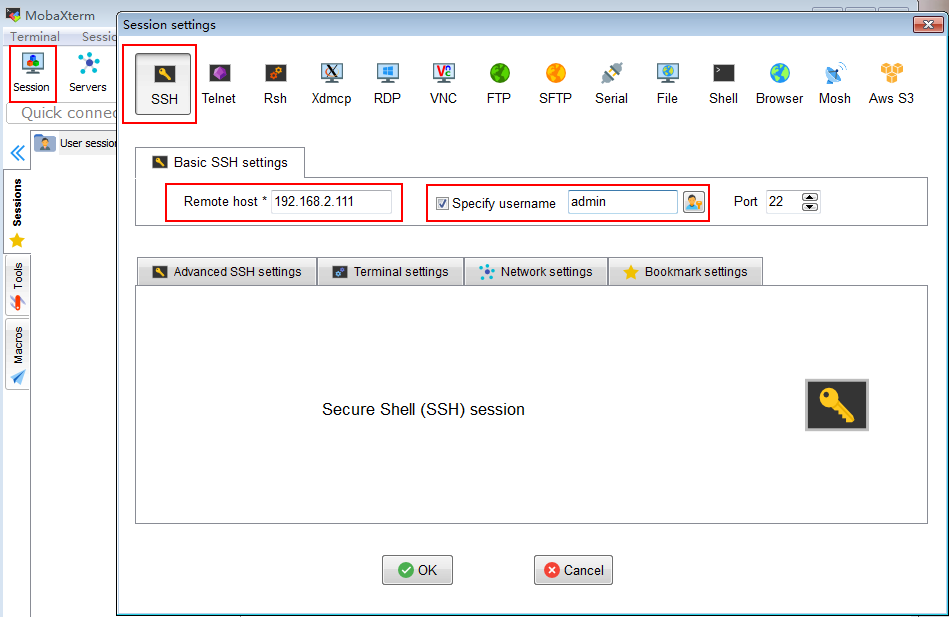 MobaXterm
Session settings
Terminal Sessio
Session
Servers
Quick connec
User session
Sessions
Tools
Macros
SSH Telnet Rsh Xdmcp RDP VNC FTP SFTP Serial File Shell Browser Mosh Aws S3
Basic SSH settings
Remote host * 192.168.2.111 Specify username admin Port 22
Advanced SSH settings Terminal settings Network settings Bookmark settings
Secure Shell (SSH) session
OK Cancel